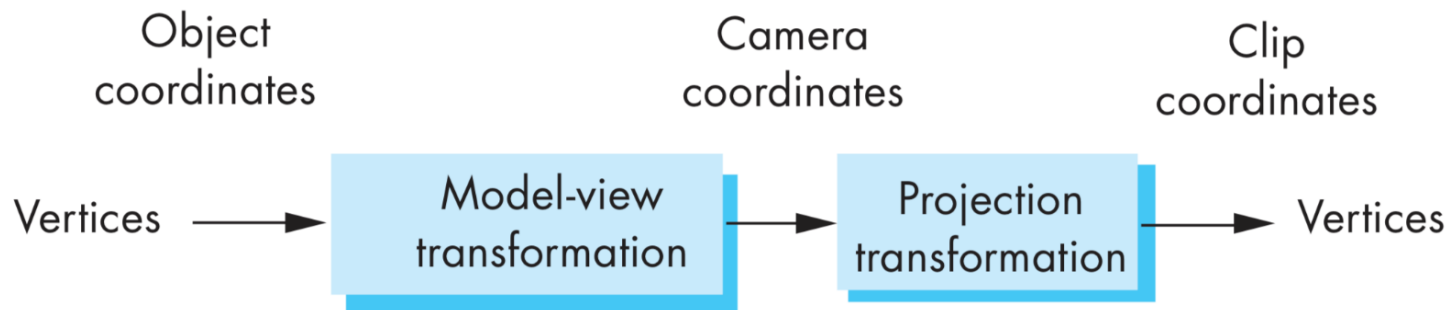 Object
coordinates
Camera
coordinates
Clip
coordinates
Vertices
Model-view
transformation
Projection
transformation
Vertices